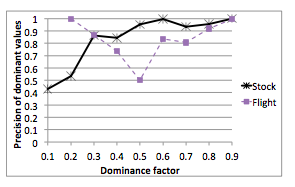 Precision of dominant values
1
0.9
0.8
0.7
0.6
0.5
0.4
0.3
0.2
0.1
0
0.1 0.2 0.3 0.4 0.5 0.6 0.7 0.8 0.9
Dominance factor
Stock
Flight